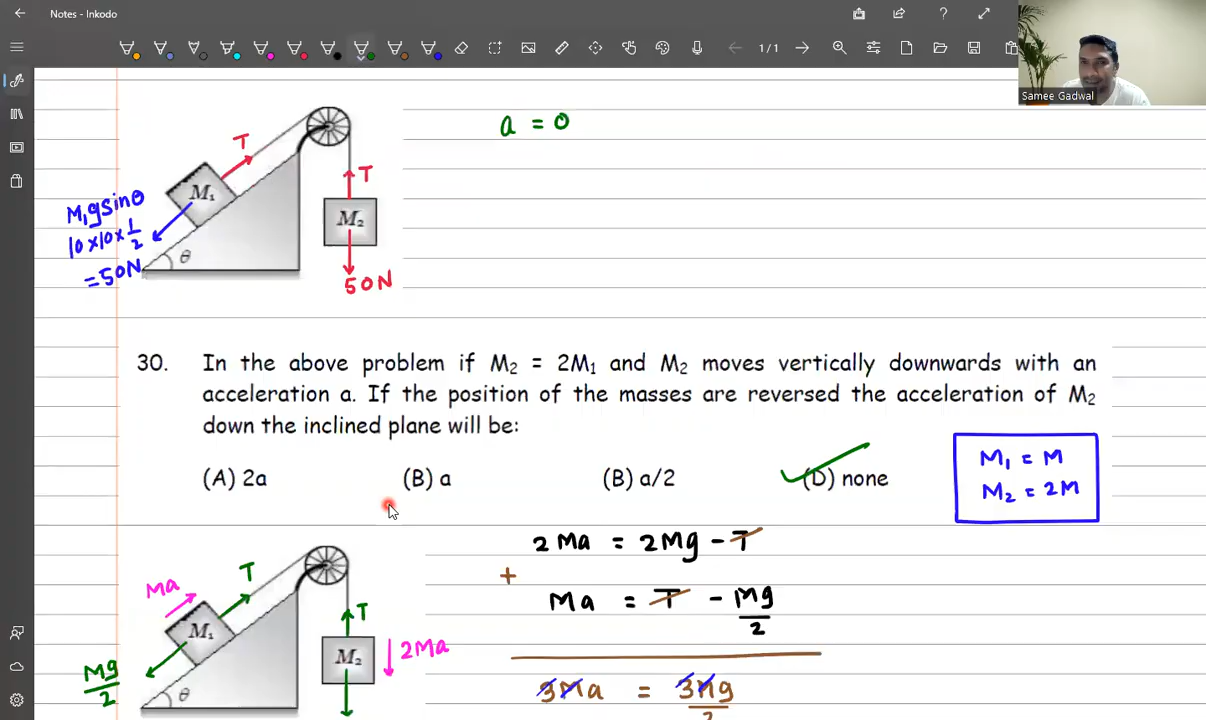 Notes - Inkodo
1/1
Samee Gadwal
a = 0
T
T
M₁
M₂
M₁gsinθ
10×10×1/2
= 50N
θ
50N
30. In the above problem if M₂ = 2M₁ and M₂ moves vertically downwards with an
acceleration a. If the position of the masses are reversed the acceleration of M₂
down the inclined plane will be:
(A) 2a (B) a (B) a/2 (D) none
M₁ = M
M₂ = 2M
2Ma = 2Mg - T
+
Ma = T - Mg/2
3Ma = 3Mg/2
Ma
T
T
M₁
M₂
2Ma
Mg/2
θ